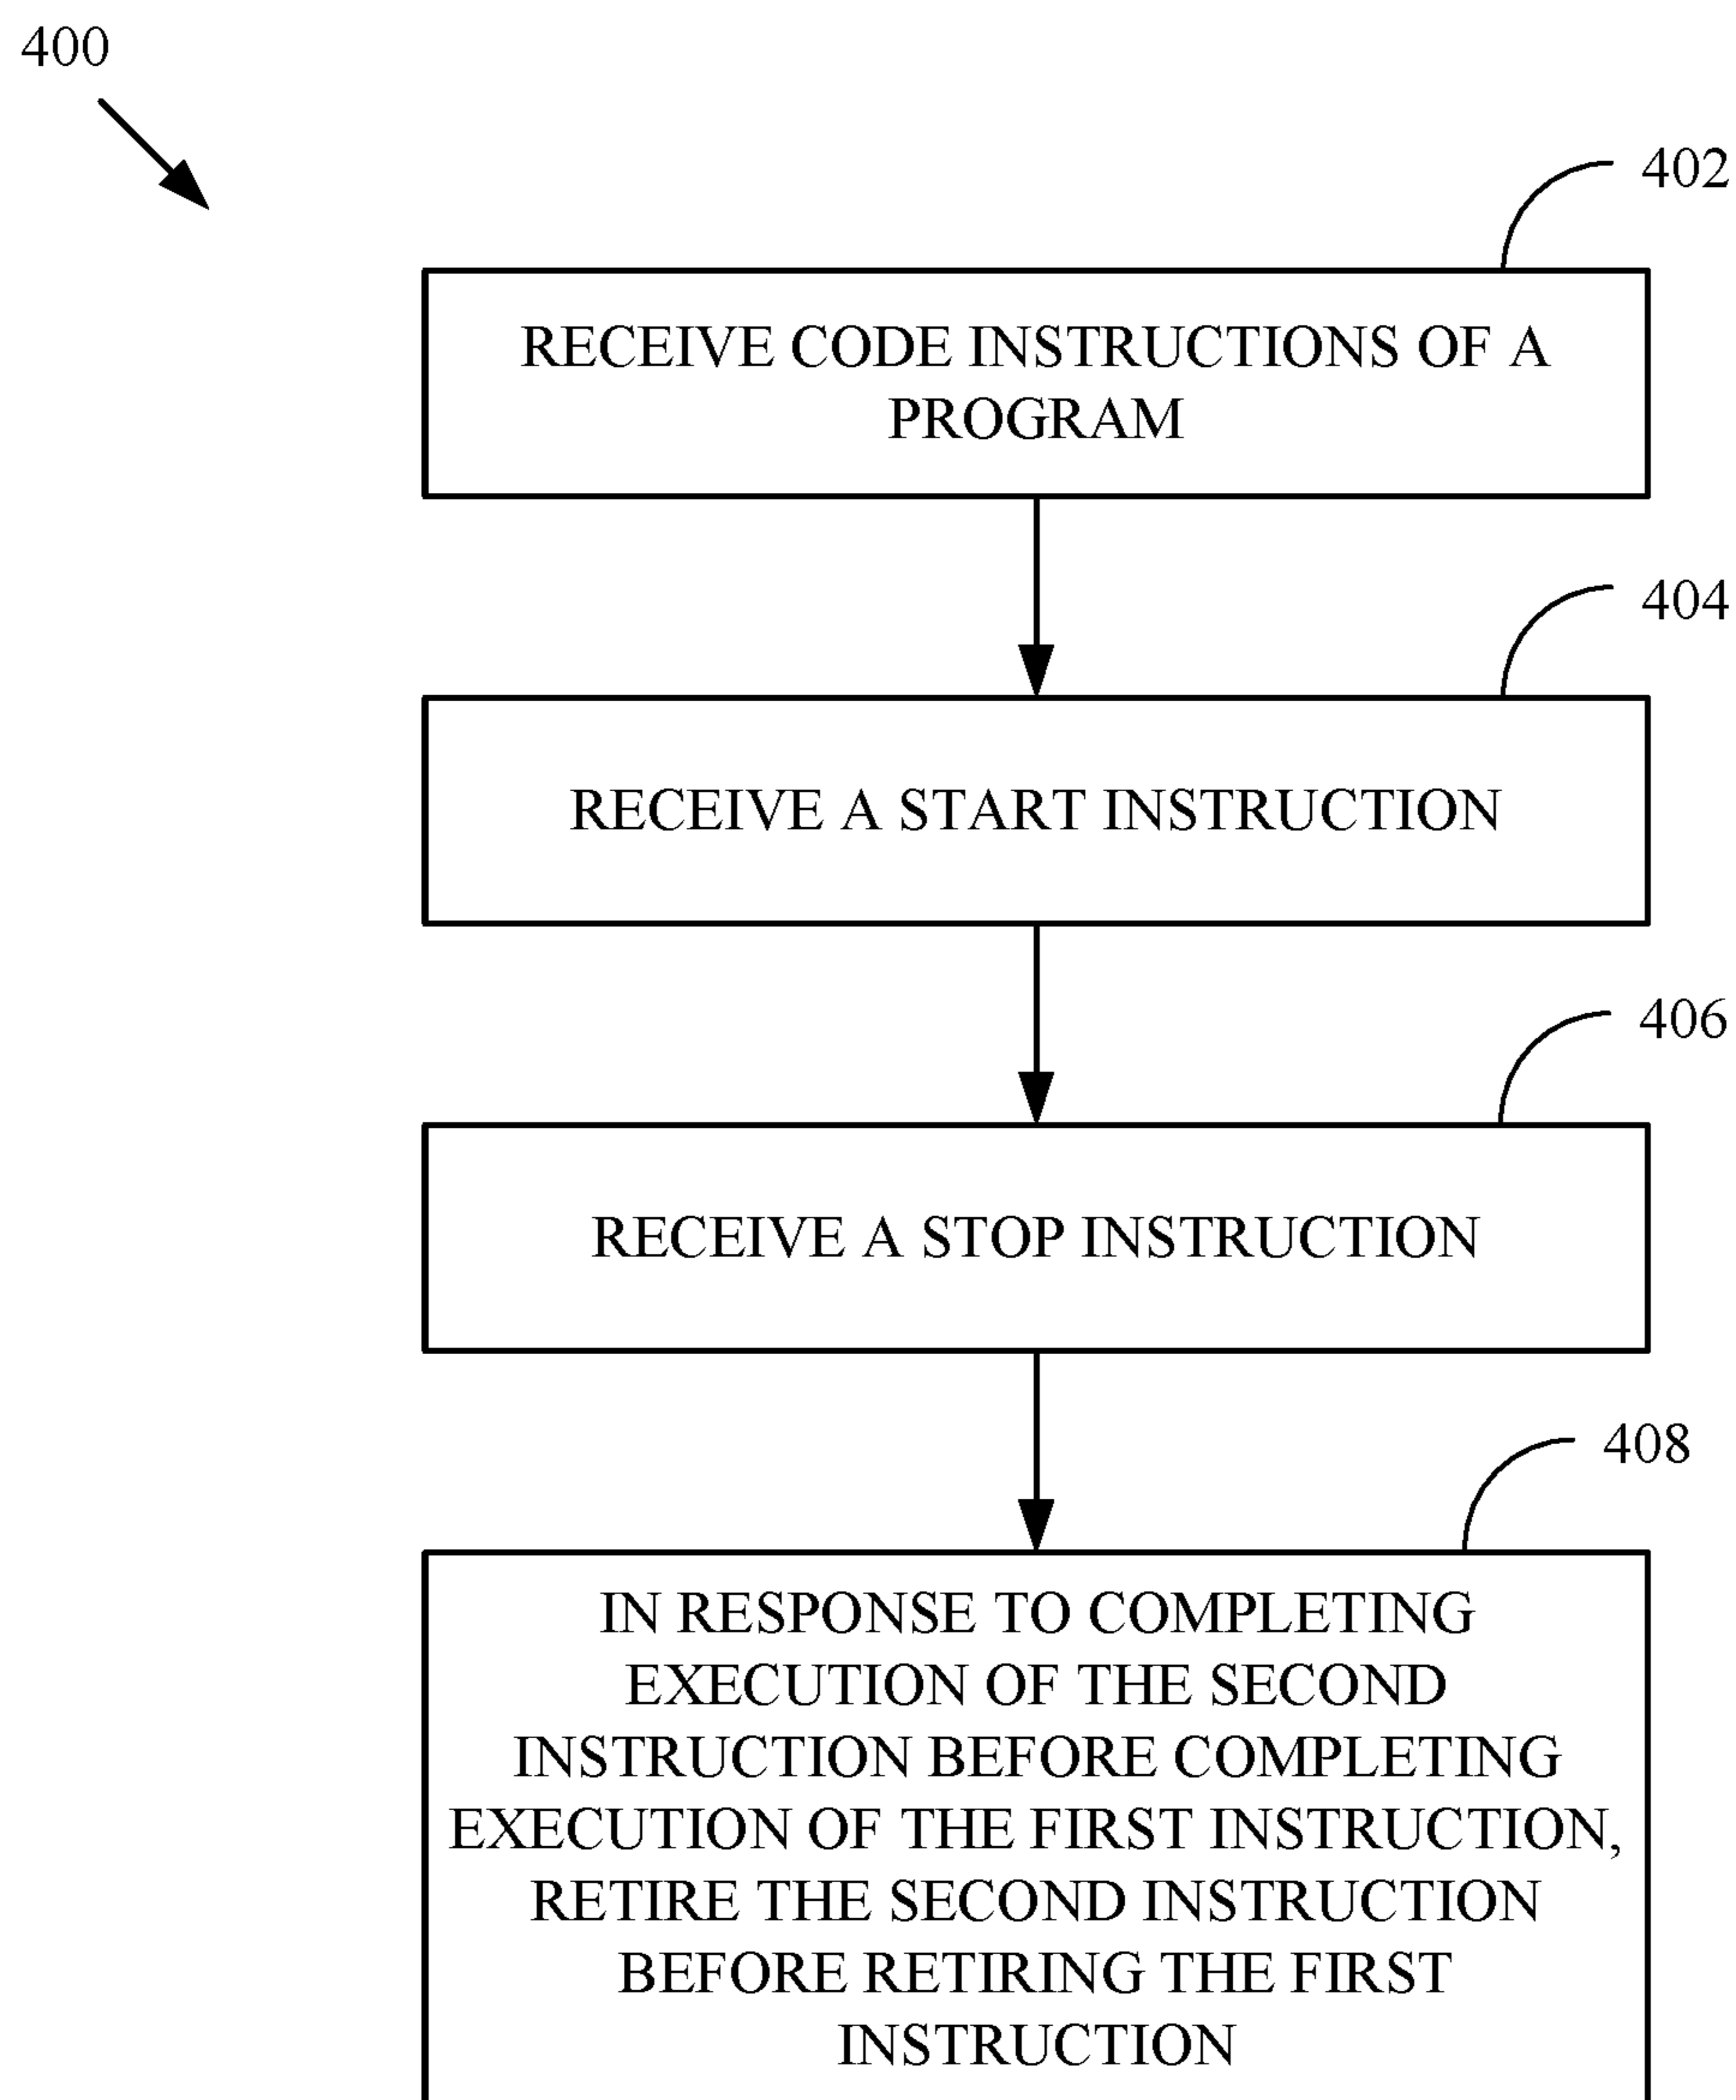 400
402
RECEIVE CODE INSTRUCTIONS OF A
PROGRAM
404
RECEIVE A START INSTRUCTION
406
RECEIVE A STOP INSTRUCTION
408
IN RESPONSE TO COMPLETING
EXECUTION OF THE SECOND
INSTRUCTION BEFORE COMPLETING
EXECUTION OF THE FIRST INSTRUCTION,
RETIRE THE SECOND INSTRUCTION
BEFORE RETIRING THE FIRST
INSTRUCTION